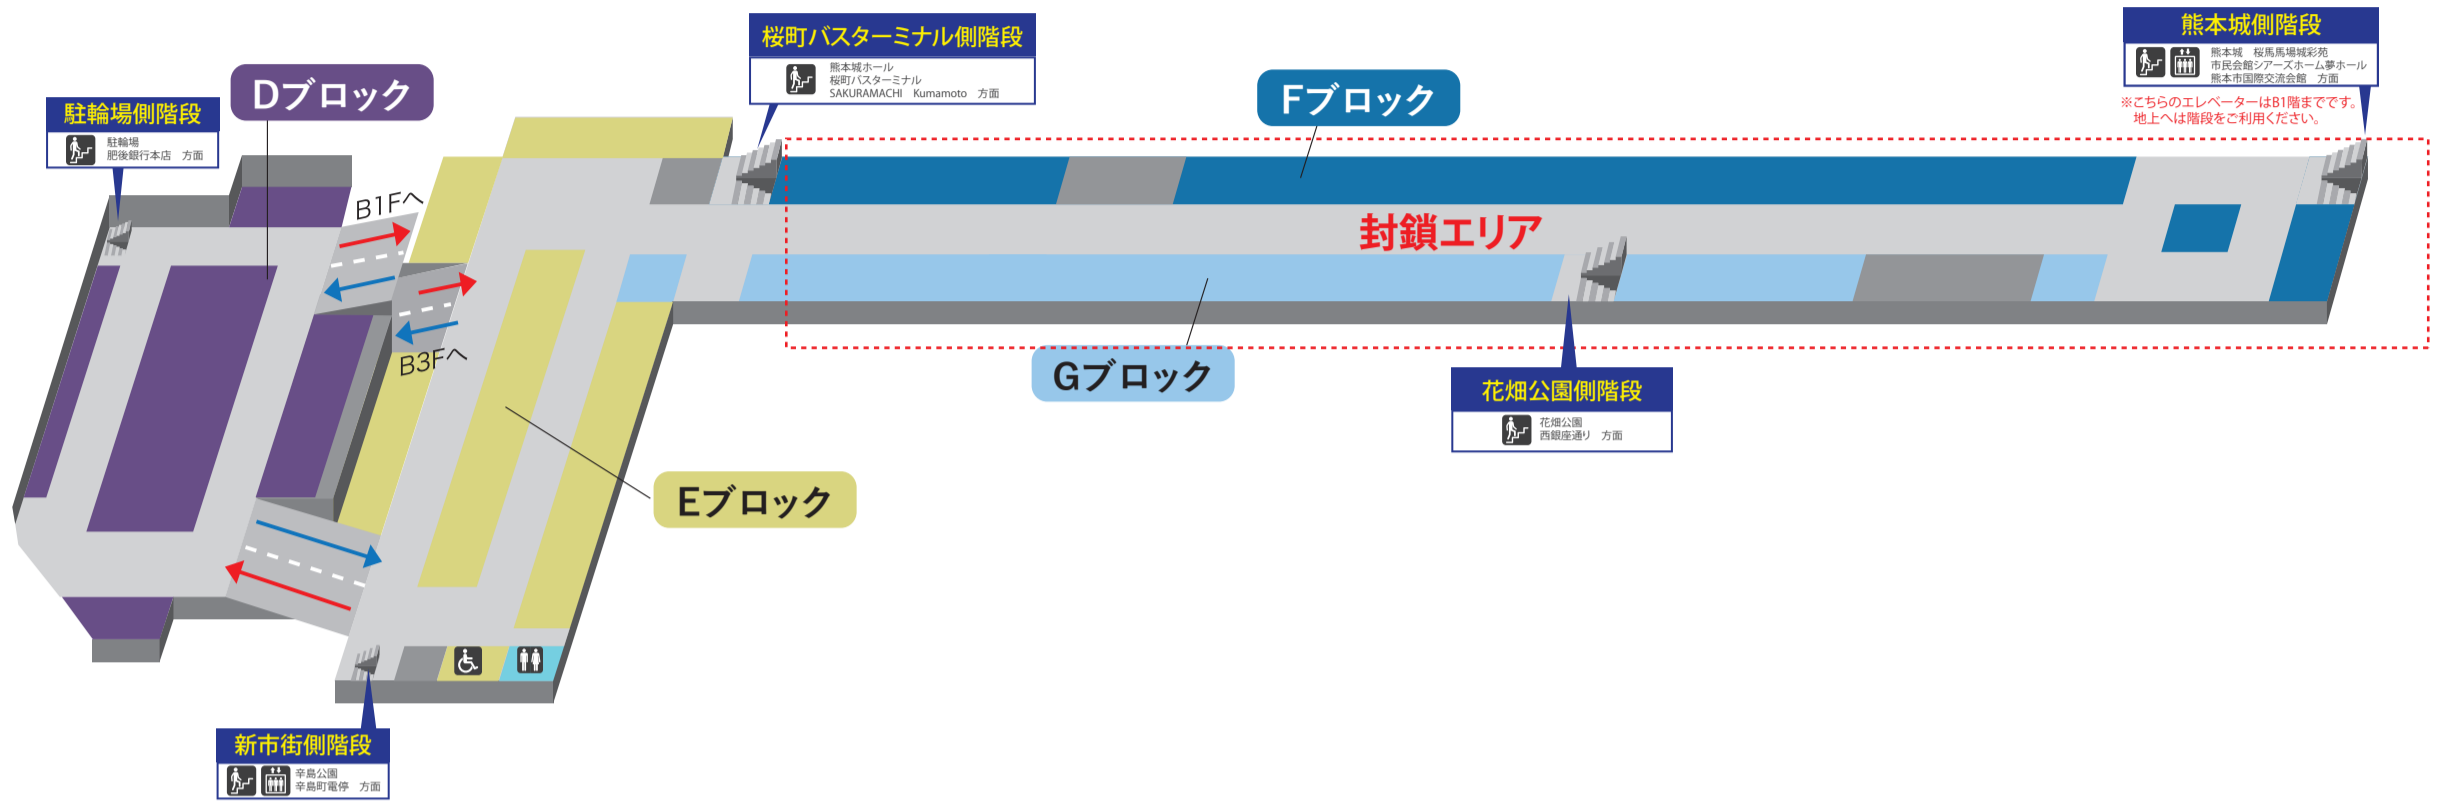 桜町バスターミナル側階段
熊本城ホール
桜町バスターミナル
SAKURAMACHI Kumamoto 方面
熊本城側階段
熊本城 桜馬馬場城彩苑
市民会館シアーズホーム夢ホール
熊本市国際交流会館 方面
※こちらのエレベーターはB1階までです。
地上へは階段をご利用ください。
Dブロック
Fブロック
駐輪場側階段
駐輪場
肥後銀行本店 方面
B1Fへ
封鎖エリア
B3Fへ
Gブロック
花畑公園側階段
花畑公園
西銀座通り 方面
Eブロック
新市街側階段
辛島公園
辛島町電停 方面